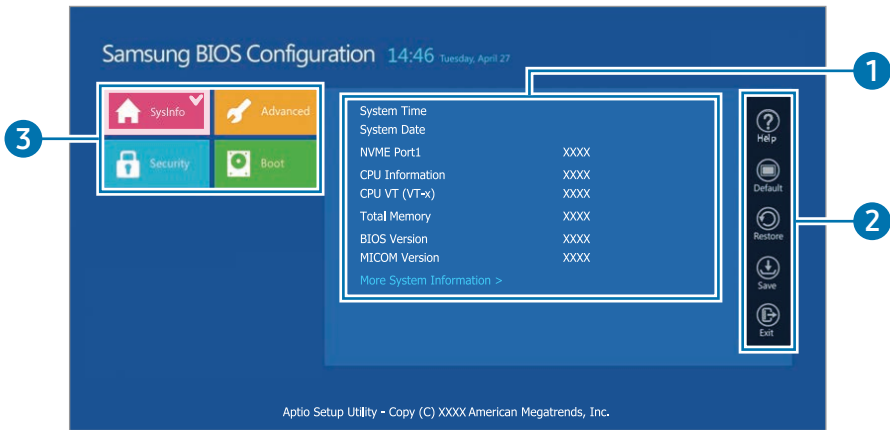 Samsung BIOS Configuration 14:46 Tuesday, April 27
1
3
SysInfo
Advanced
Security
Boot
System Time
System Date
NVME Port1 XXXX
CPU Information XXXX
CPU VT (VT-x) XXXX
Total Memory XXXX
BIOS Version XXXX
MICOM Version XXXX
More System Information >
Help
Default
Restore
Save
Exit
2
Aptio Setup Utility - Copy (C) XXXX American Megatrends, Inc.